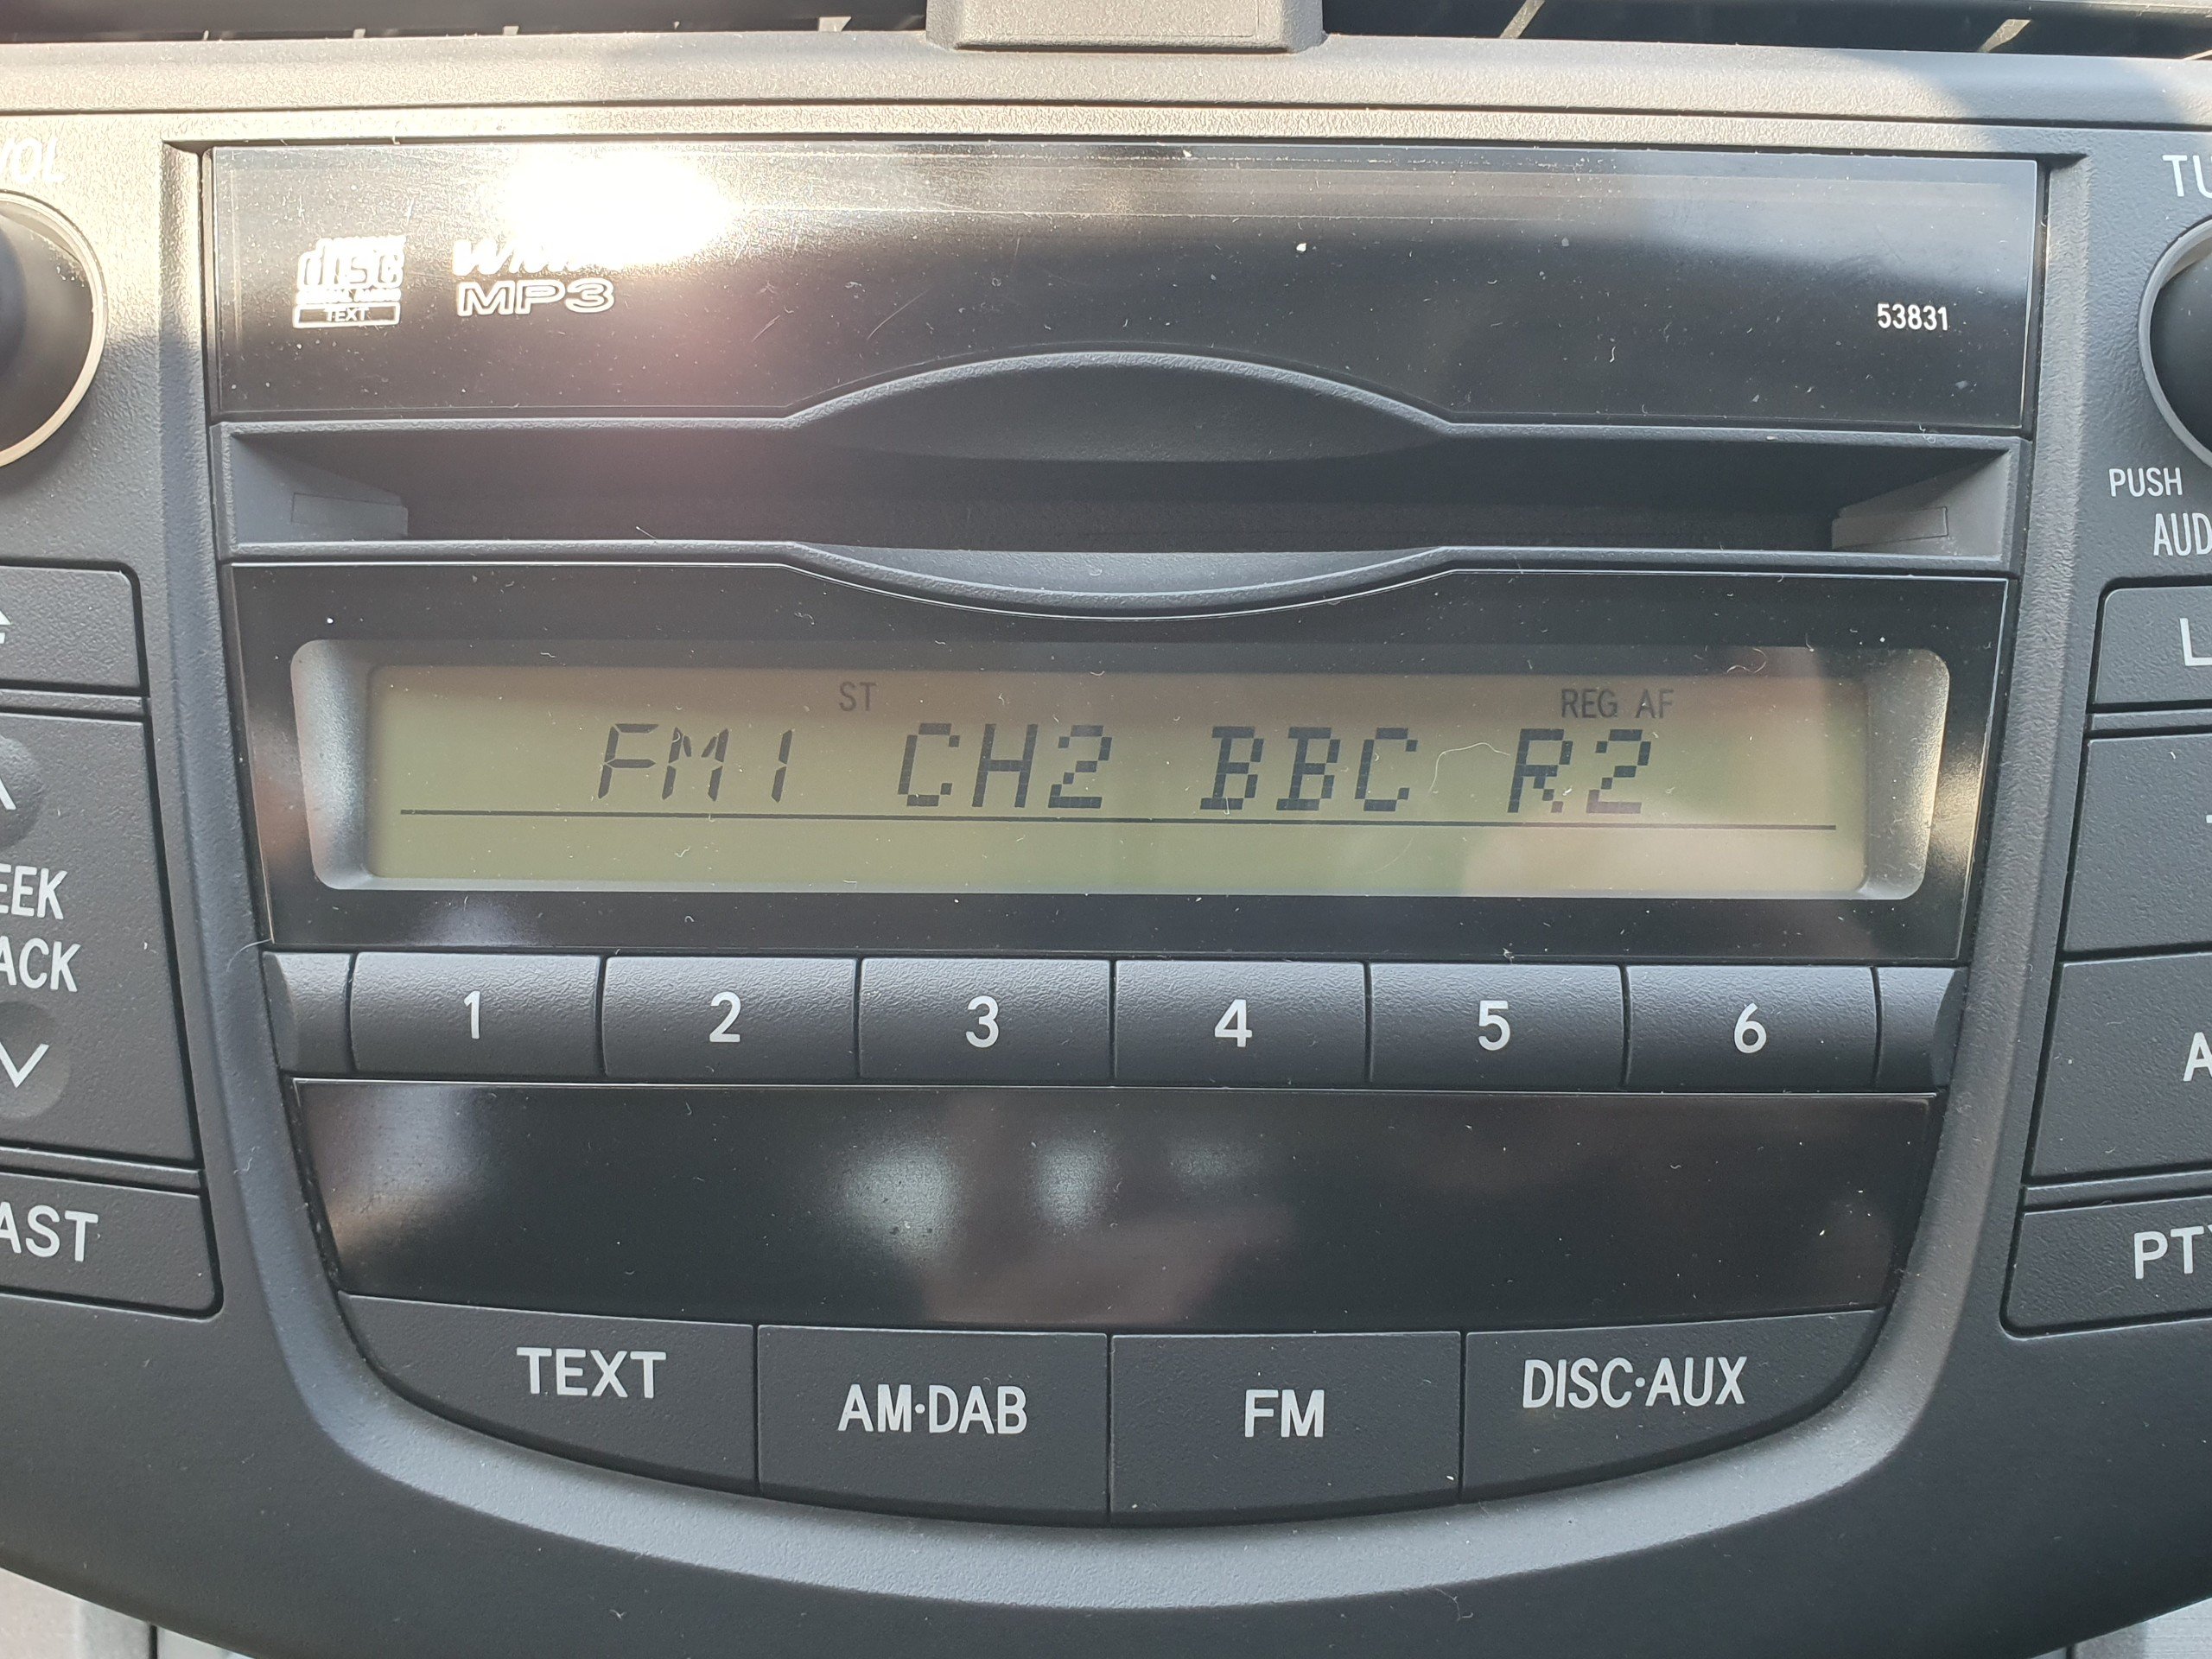 VOL
disc
TEXT
MP3
53831
PUSH
ST REG AF
FM1 CH2 BBC R2
1 2 3 4 5 6
TEXT AM·DAB FM DISC·AUX